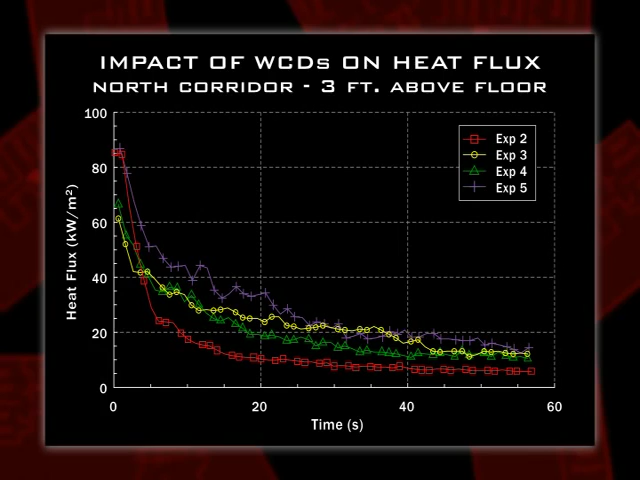 IMPACT OF WCDs ON HEAT FLUX
NORTH CORRIDOR - 3 FT. ABOVE FLOOR
100
80
60
40
20
0
Heat Flux (kW/m²)
Exp 2
Exp 3
Exp 4
Exp 5
0 20 40 60
Time (s)